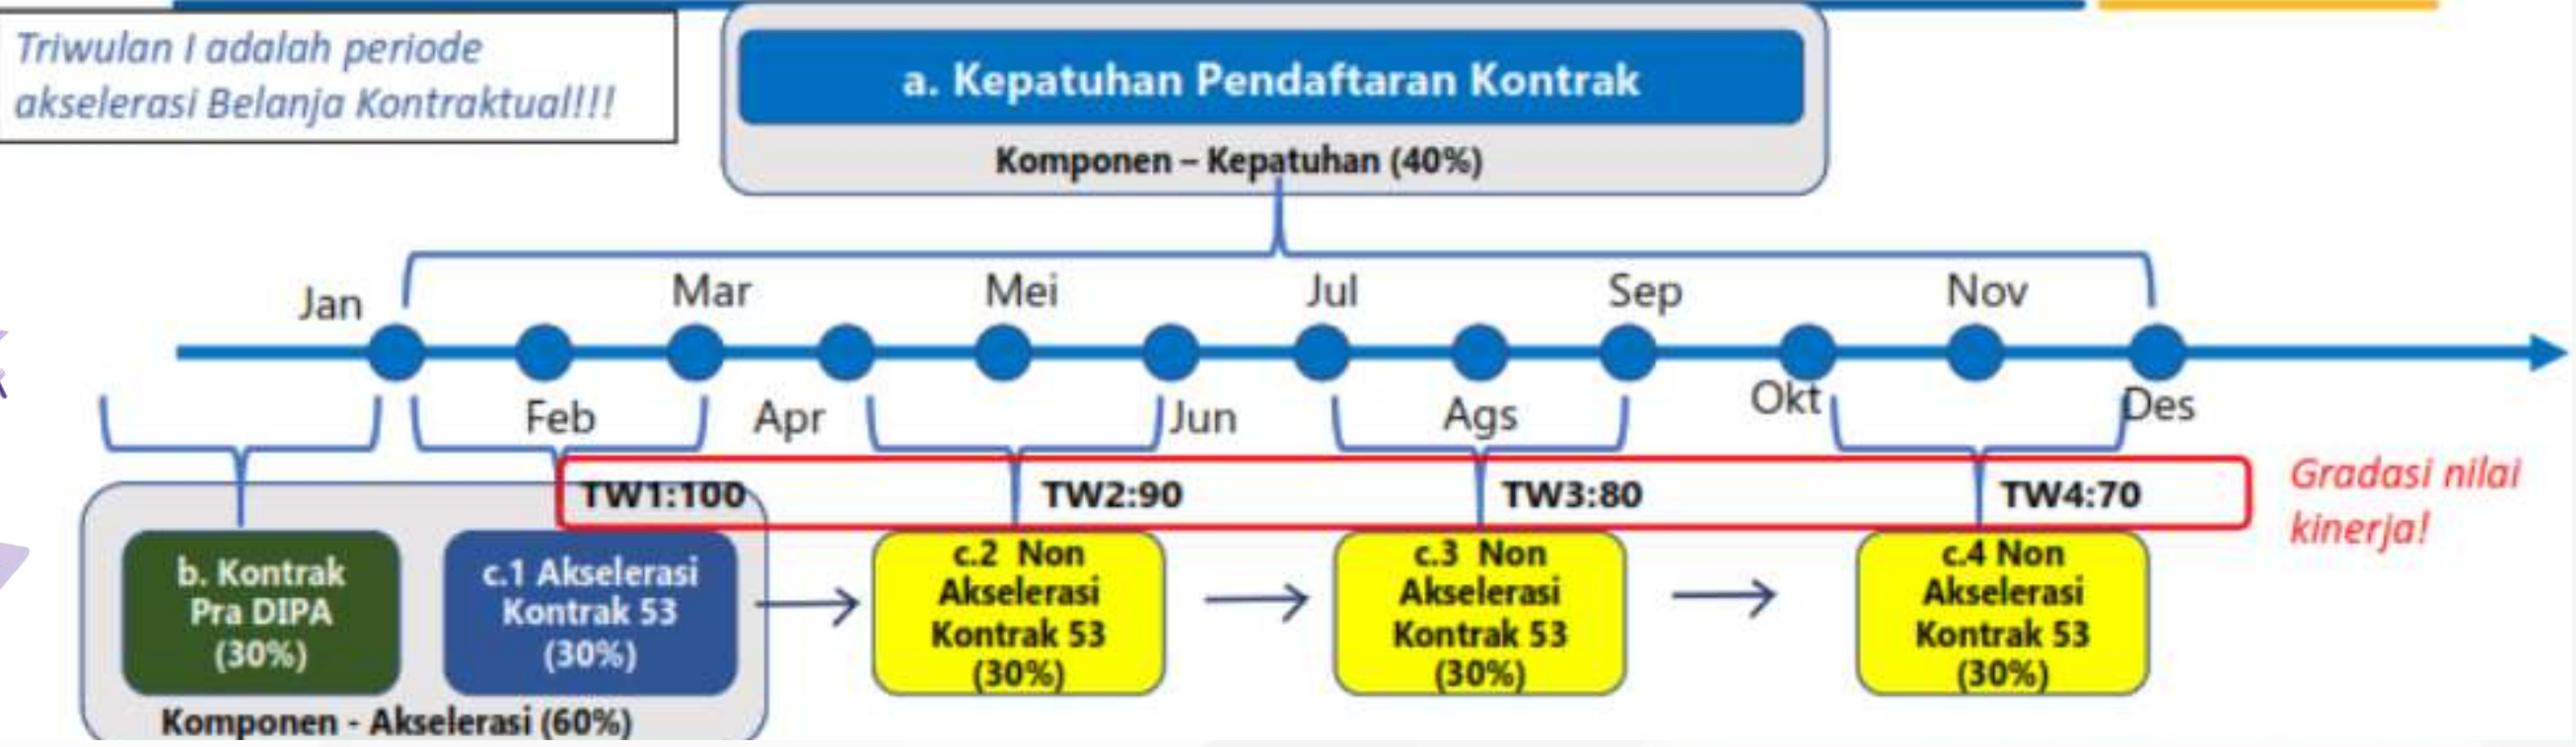 Triwulan I adalah periode
akselerasi Belanja Kontraktual!!!
a. Kepatuhan Pendaftaran Kontrak
Komponen – Kepatuhan (40%)
Jan
Mar
Mei
Jul
Sep
Nov
Feb
Apr
Jun
Ags
Okt
Des
TW1:100
TW2:90
TW3:80
TW4:70
Gradasi nilai
kinerja!
b. Kontrak
Pra DIPA
(30%)
c.1 Akselerasi
Kontrak 53
(30%)
Komponen - Akselerasi (60%)
c.2 Non
Akselerasi
Kontrak 53
(30%)
c.3 Non
Akselerasi
Kontrak 53
(30%)
c.4 Non
Akselerasi
Kontrak 53
(30%)